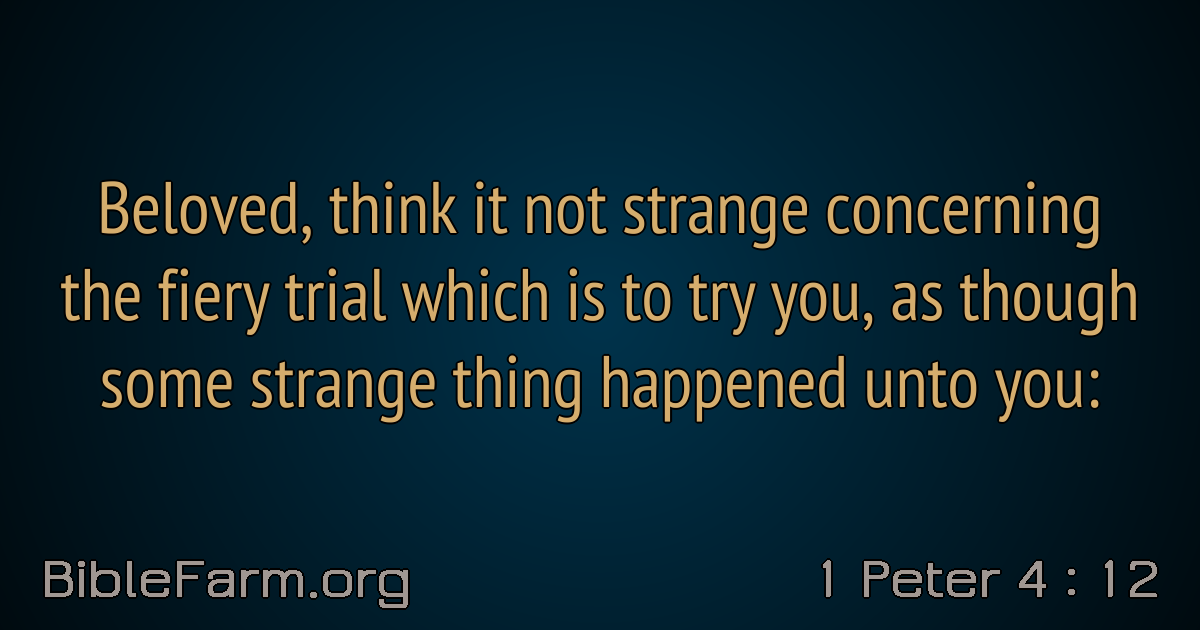 Beloved, think it not strange concerning
the fiery trial which is to try you, as though
some strange thing happened unto you:
BibleFarm.org
1 Peter 4 : 12